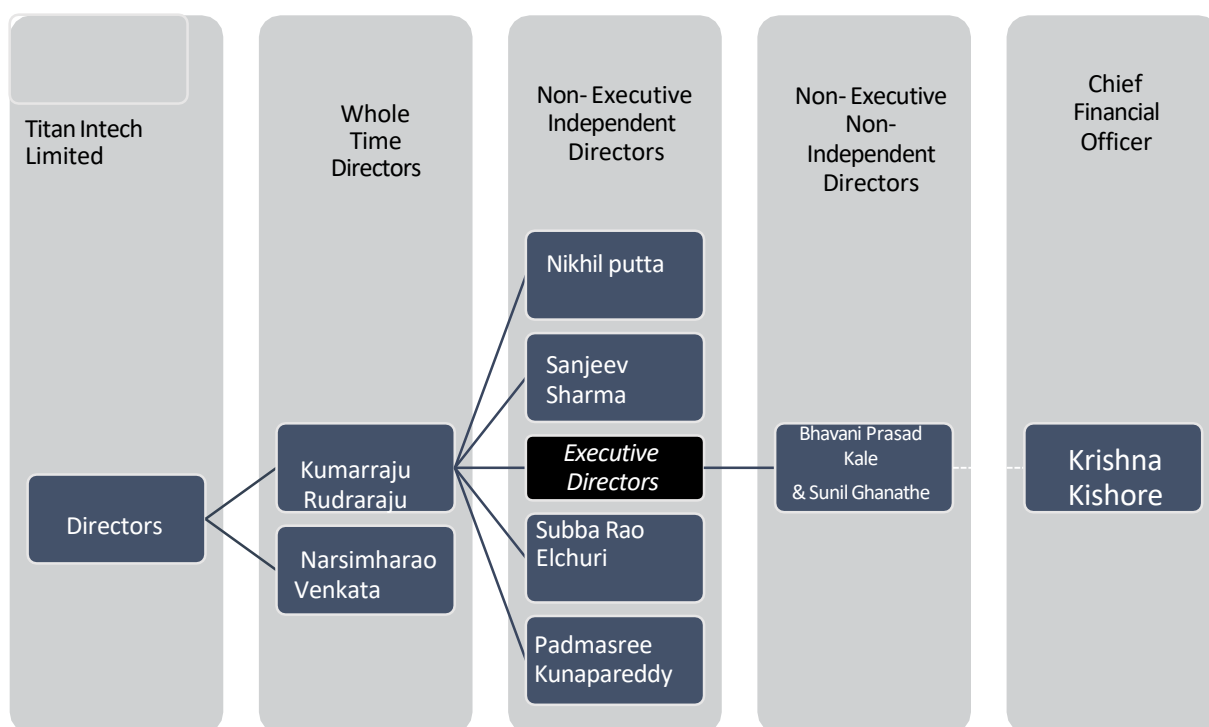 Titan Intech
Limited
Directors
Whole
Time
Directors
Kumarraju
Rudraraju
Narsimharao
Venkata
Non- Executive
Independent
Directors
Nikhil putta
Sanjeev
Sharma
Executive
Directors
Subba Rao
Elchuri
Padmasree
Kunapareddy
Non- Executive
Non-
Independent
Directors
Bhavani Prasad
Kale
& Sunil Ghanathe
Chief
Financial
Officer
Krishna
Kishore